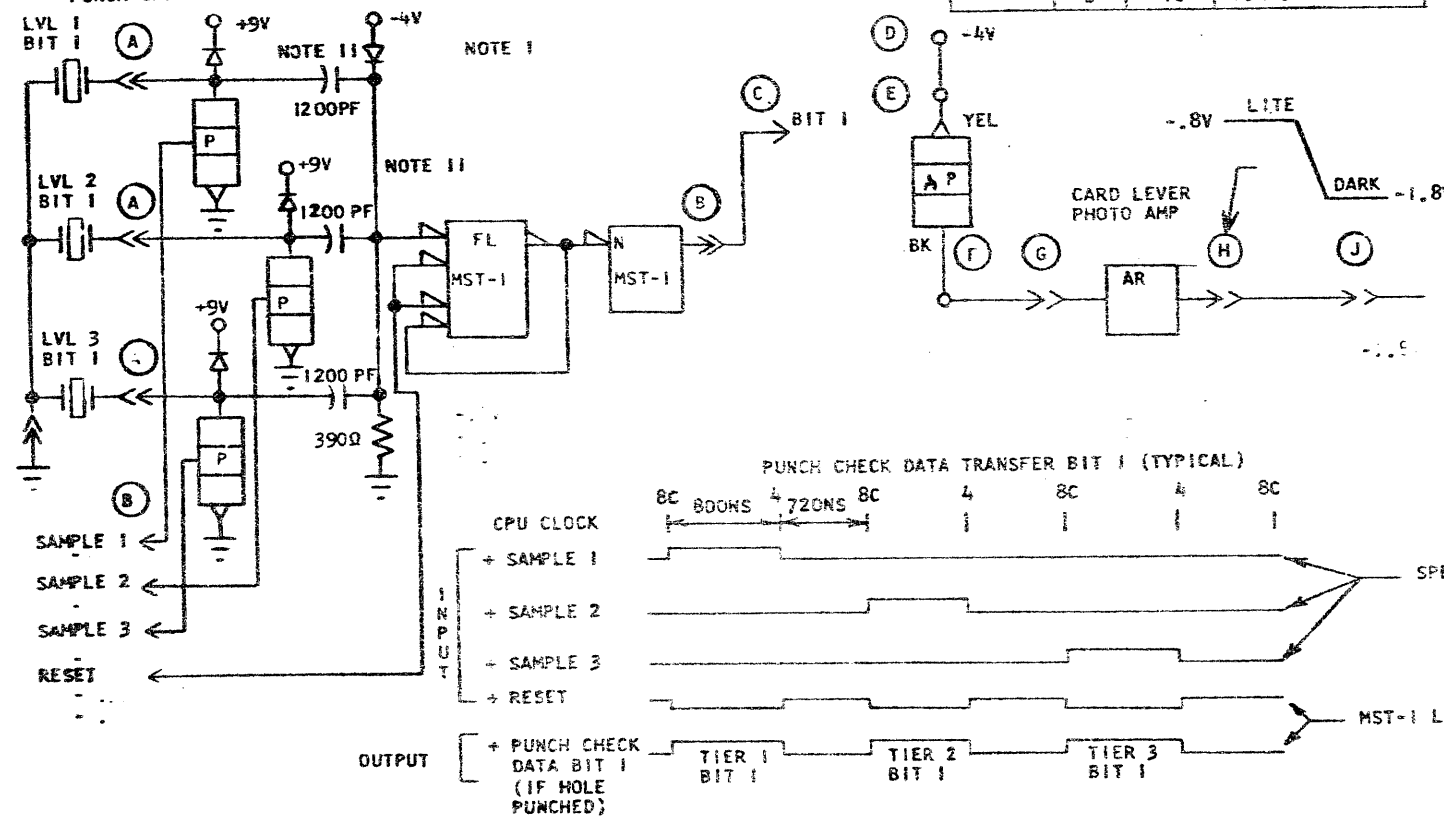 LVL 1
BIT 1
A
+9V
-4V
NOTE 11
NOTE 1
1200PF
P
LVL 2
BIT 1
A
+9V
1200 PF
NOTE 11
P
FL
MST-1
N
MST-1
B
C
BIT 1
LVL 3
BIT 1
+9V
1200 PF
P
390Ω
B
SAMPLE 1
SAMPLE 2
SAMPLE 3
RESET
D
-4V
E
YEL
A P
BK
F
G
CARD LEVER
PHOTO AMP
AR
H
J
-.8V
LITE
DARK
-1.8V
PUNCH CHECK DATA TRANSFER BIT 1 (TYPICAL)
8C 4 8C 4 8C 4 8C
800NS 720NS
CPU CLOCK
INPUT
+ SAMPLE 1
+ SAMPLE 2
+ SAMPLE 3
+ RESET
SPE
MST-1 L
OUTPUT
+ PUNCH CHECK
DATA BIT 1
(IF HOLE
PUNCHED)
TIER 1
BIT 1
TIER 2
BIT 1
TIER 3
BIT 1